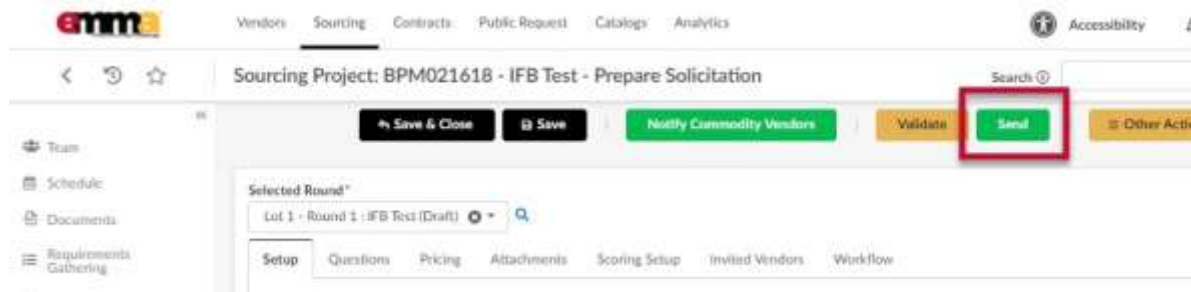 emma
Vendors Sourcing Contracts Public Request Catalogs Analytics Accessibility
Sourcing Project: BPM021618 - IFB Test - Prepare Solicitation Search
Save & Close Save Notify Commodity Vendors Validate Send Other Acti
Team
Schedule
Documents
Requirements
Gathering
Selected Round*
Lot 1 - Round 1 : IFB Test (Draft)
Setup Questions Pricing Attachments Scoring Setup Invited Vendors Workflow